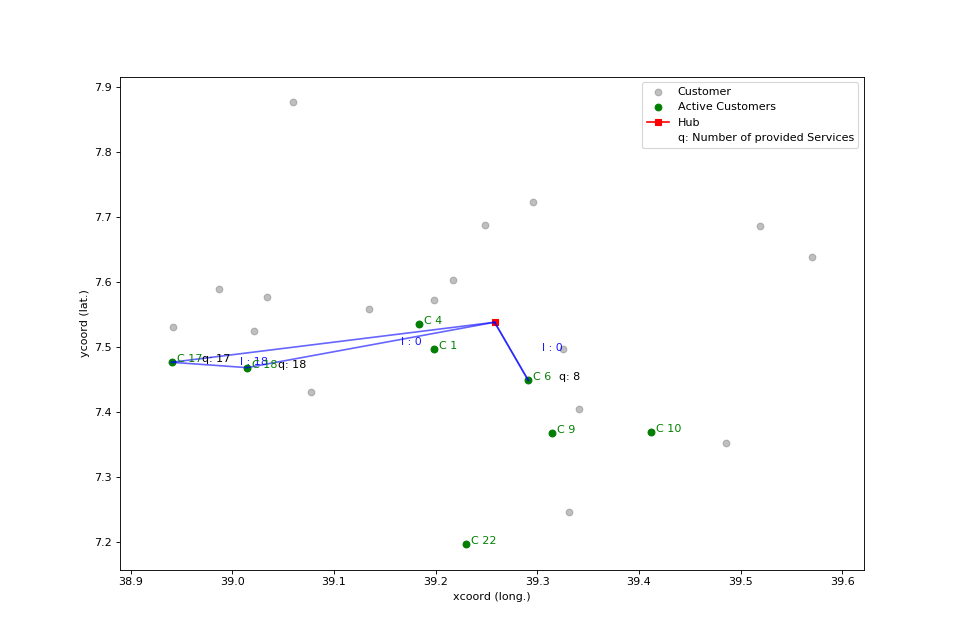 7.9
7.8
7.7
7.6
7.5
7.4
7.3
7.2
ycoord (lat.)
Customer
Active Customers
Hub
q: Number of provided Services
C 4
l : 0
C 1
l : 0
C 17 q: 17
l : 18
C 18 q: 18
C 6 q: 8
C 9
C 10
C 22
38.9 39.0 39.1 39.2 39.3 39.4 39.5 39.6
xcoord (long.)